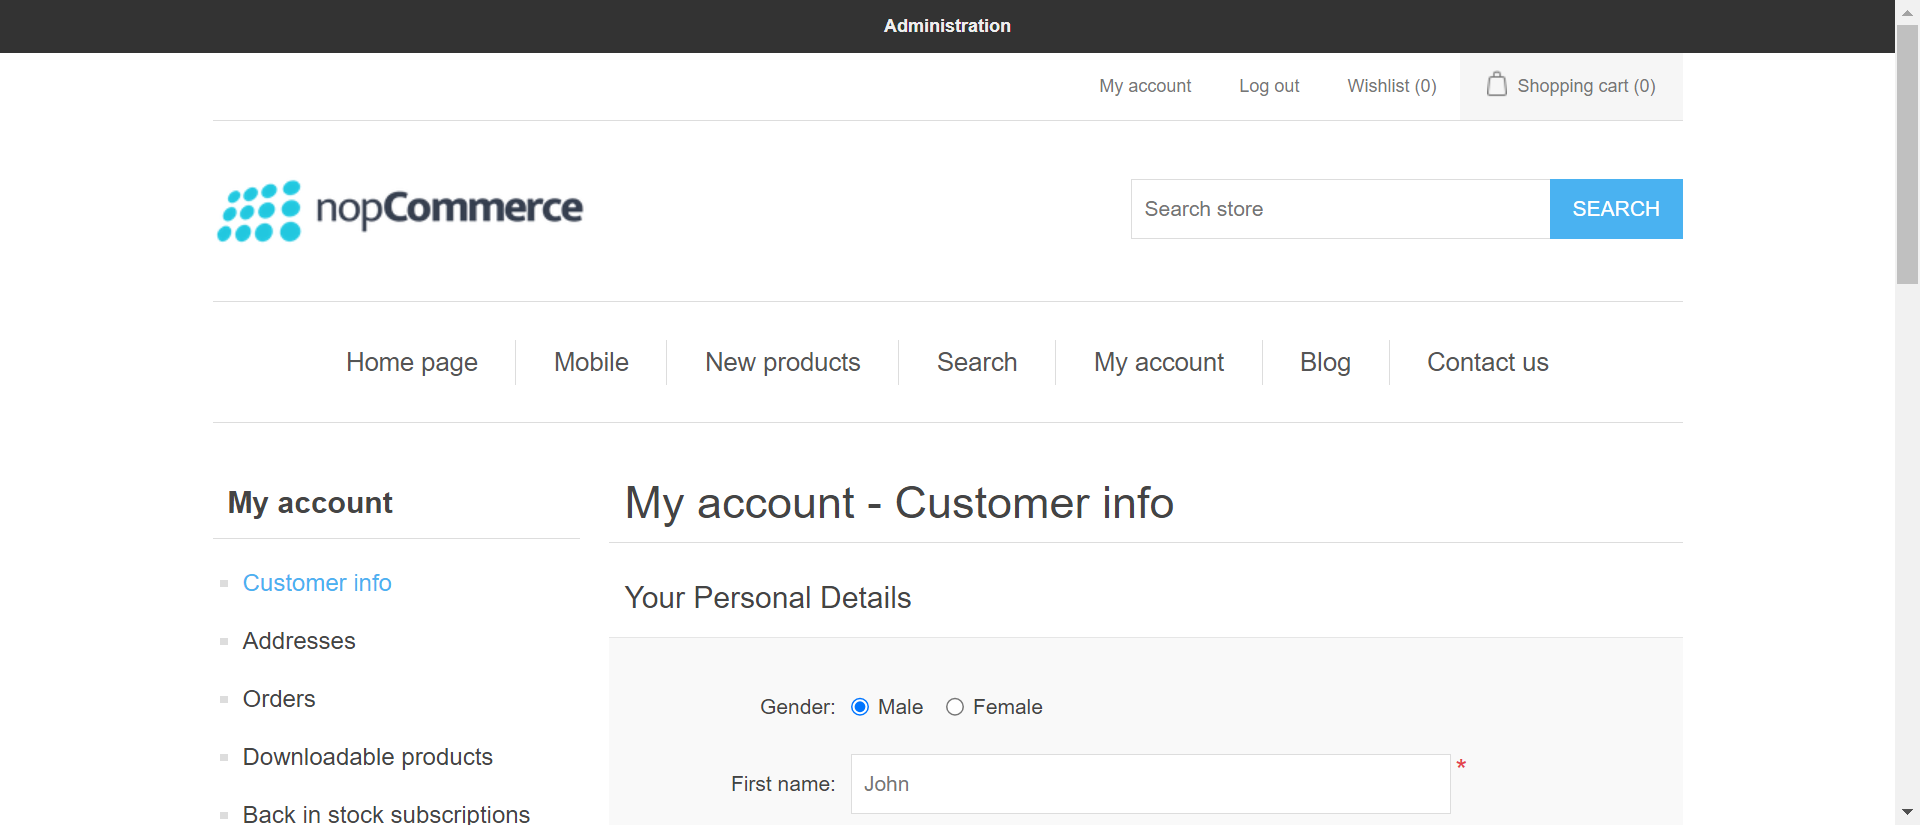 Administration
My account Log out Wishlist (0) Shopping cart (0)
nopCommerce
Search store SEARCH
Home page Mobile New products Search My account Blog Contact us
My account
Customer info
Addresses
Orders
Downloadable products
Back in stock subscriptions
My account - Customer info
Your Personal Details
Gender: Male Female
First name: John *